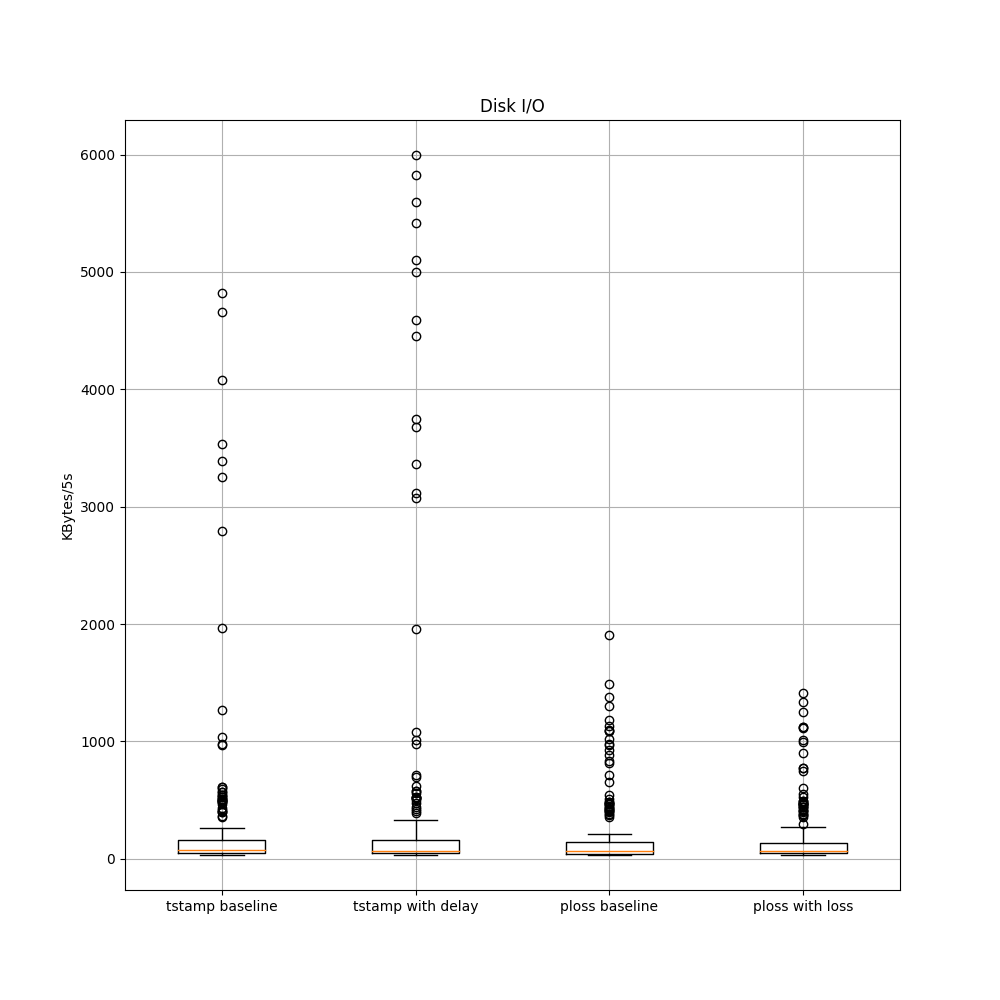 Disk I/O
6000
5000
4000
3000
2000
1000
0
KBytes/5s
tstamp baseline
tstamp with delay
ploss baseline
ploss with loss